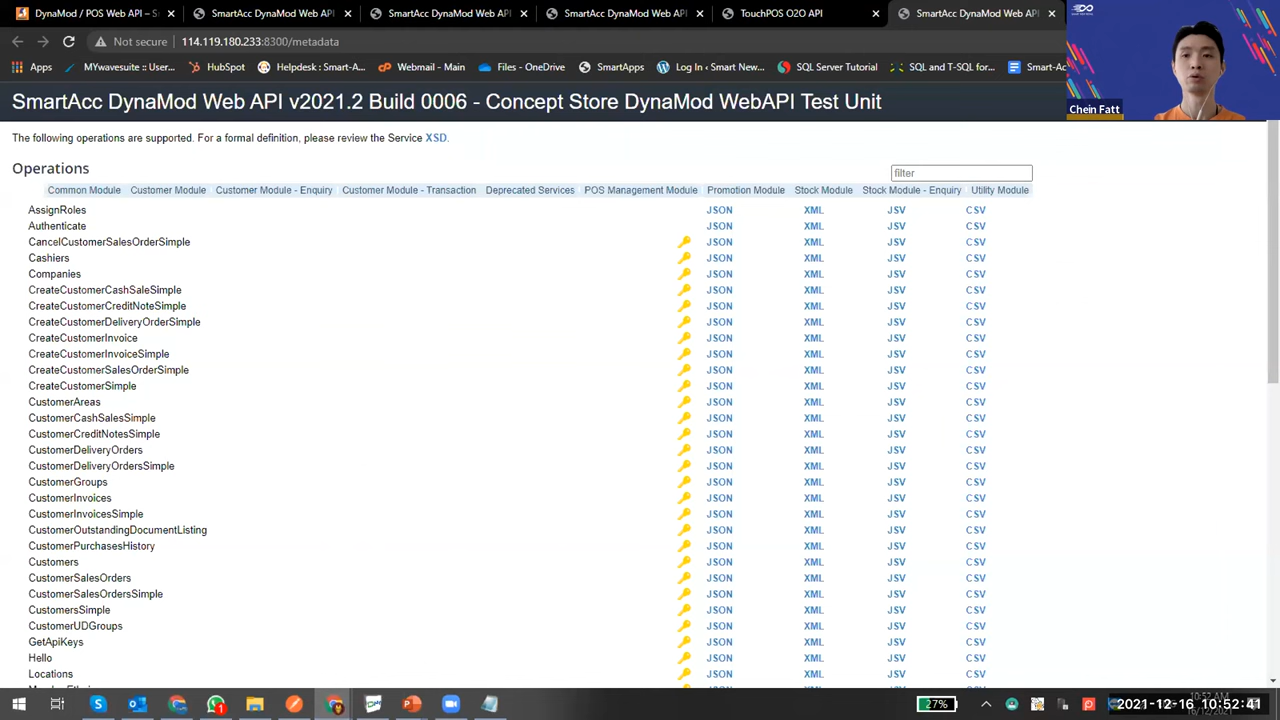 DynaMod / POS Web API – S
SmartAcc DynaMod Web API
SmartAcc DynaMod Web API
SmartAcc DynaMod Web API
TouchPOS O2O API
SmartAcc DynaMod Web API
Not secure 114.119.180.233:8300/metadata
Apps
MYwavesuite :: User...
HubSpot
Helpdesk : Smart-A...
Webmail - Main
Files - OneDrive
SmartApps
Log In ‹ Smart New...
SQL Server Tutorial
SQL and T-SQL for...
Smart-Ac
Chein Fatt
SmartAcc DynaMod Web API v2021.2 Build 0006 - Concept Store DynaMod WebAPI Test Unit
The following operations are supported. For a formal definition, please review the Service XSD.
Operations
filter
Common Module Customer Module Customer Module - Enquiry Customer Module - Transaction Deprecated Services POS Management Module Promotion Module Stock Module Stock Module - Enquiry Utility Module
AssignRoles JSON XML JSV CSV
Authenticate JSON XML JSV CSV
CancelCustomerSalesOrderSimple JSON XML JSV CSV
Cashiers JSON XML JSV CSV
Companies JSON XML JSV CSV
CreateCustomerCashSaleSimple JSON XML JSV CSV
CreateCustomerCreditNoteSimple JSON XML JSV CSV
CreateCustomerDeliveryOrderSimple JSON XML JSV CSV
CreateCustomerInvoice JSON XML JSV CSV
CreateCustomerInvoiceSimple JSON XML JSV CSV
CreateCustomerSalesOrderSimple JSON XML JSV CSV
CreateCustomerSimple JSON XML JSV CSV
CustomerAreas JSON XML JSV CSV
CustomerCashSalesSimple JSON XML JSV CSV
CustomerCreditNotesSimple JSON XML JSV CSV
CustomerDeliveryOrders JSON XML JSV CSV
CustomerDeliveryOrdersSimple JSON XML JSV CSV
CustomerGroups JSON XML JSV CSV
CustomerInvoices JSON XML JSV CSV
CustomerInvoicesSimple JSON XML JSV CSV
CustomerOutstandingDocumentListing JSON XML JSV CSV
CustomerPurchasesHistory JSON XML JSV CSV
Customers JSON XML JSV CSV
CustomerSalesOrders JSON XML JSV CSV
CustomerSalesOrdersSimple JSON XML JSV CSV
CustomersSimple JSON XML JSV CSV
CustomerUDGroups JSON XML JSV CSV
GetApiKeys JSON XML JSV CSV
Hello JSON XML JSV CSV
Locations JSON XML JSV CSV
27%
10:52 AM
2021-12-16 10:52:41
16/12/2021